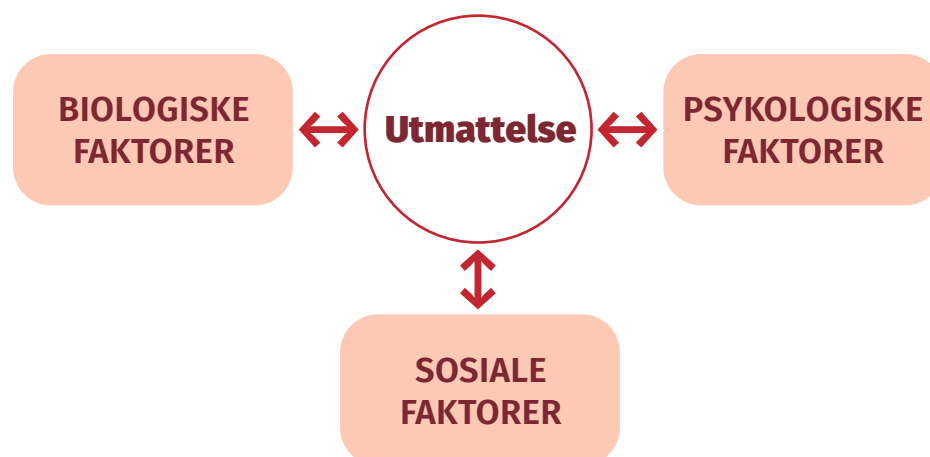 BIOLOGISKE
FAKTORER
Utmattelse
PSYKOLOGISKE
FAKTORER
SOSIALE
FAKTORER